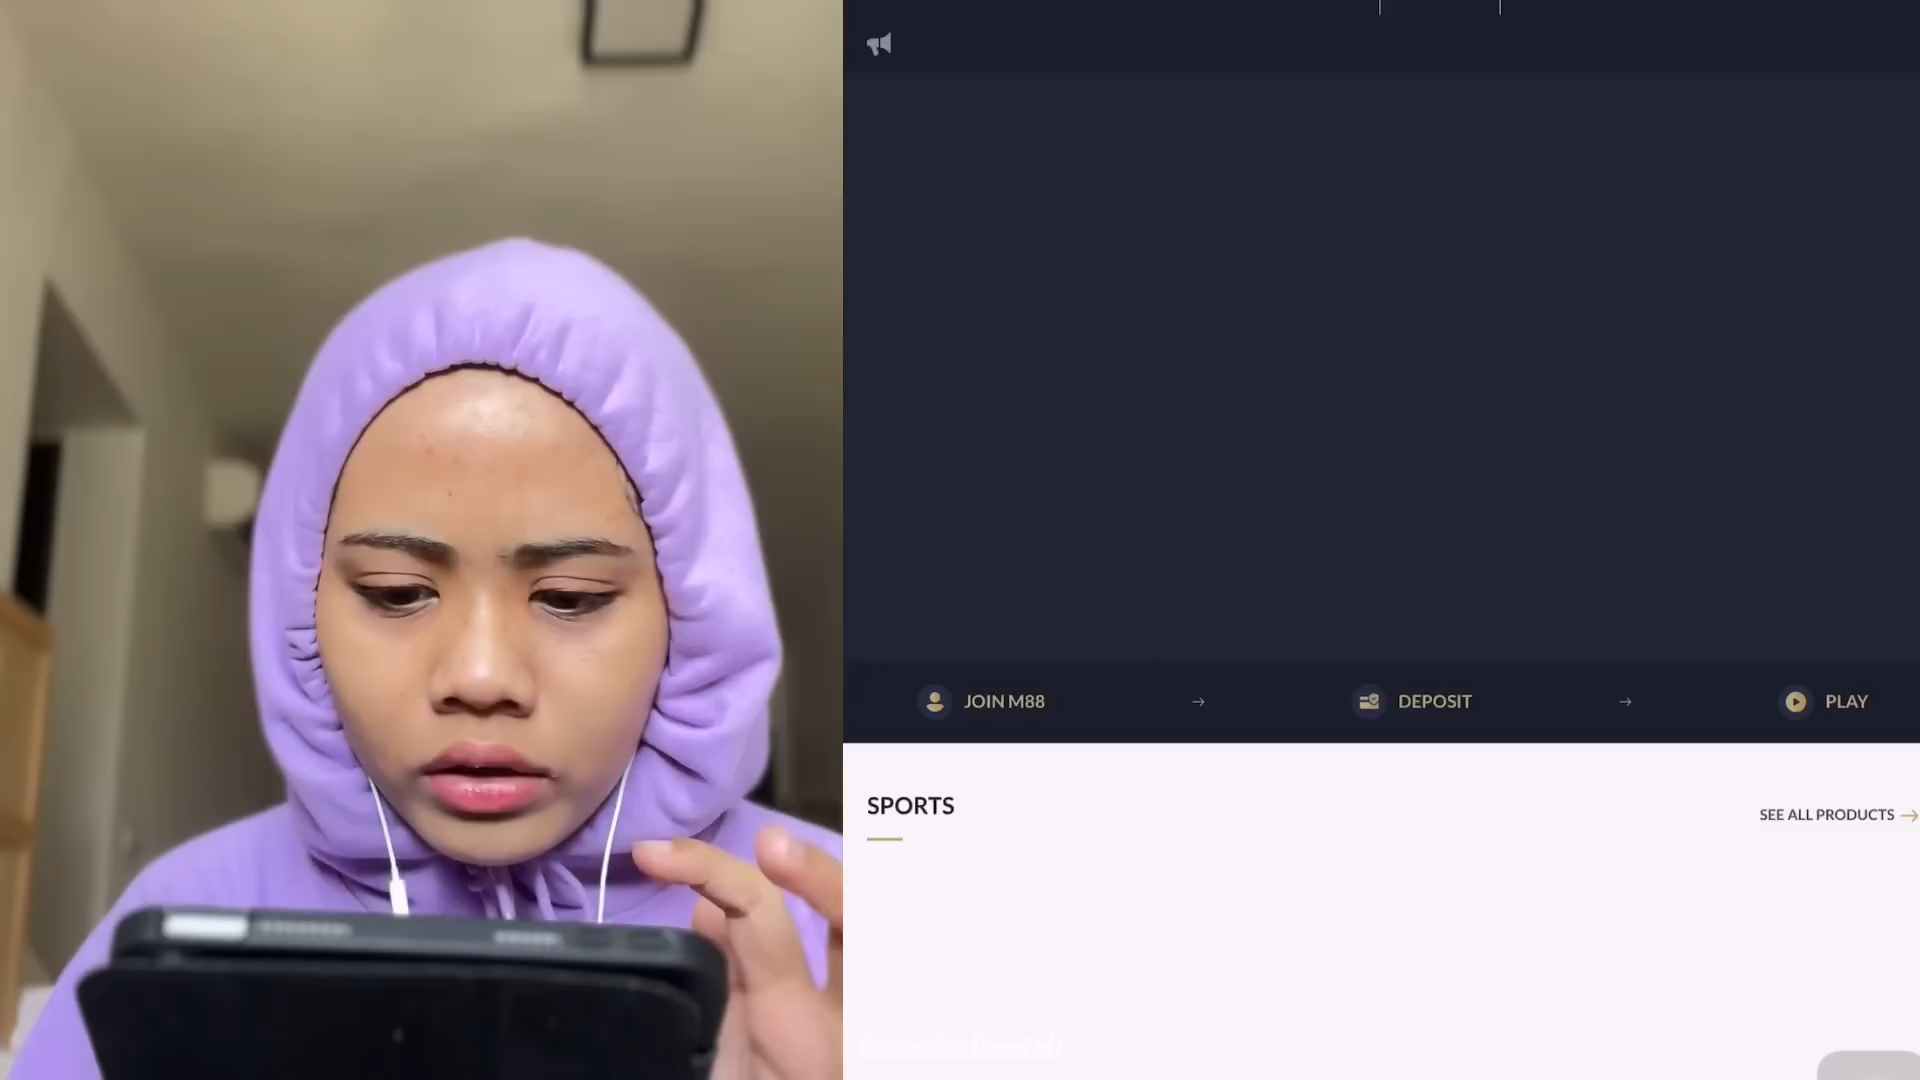 JOIN M88
DEPOSIT
PLAY
SPORTS
SEE ALL PRODUCTS